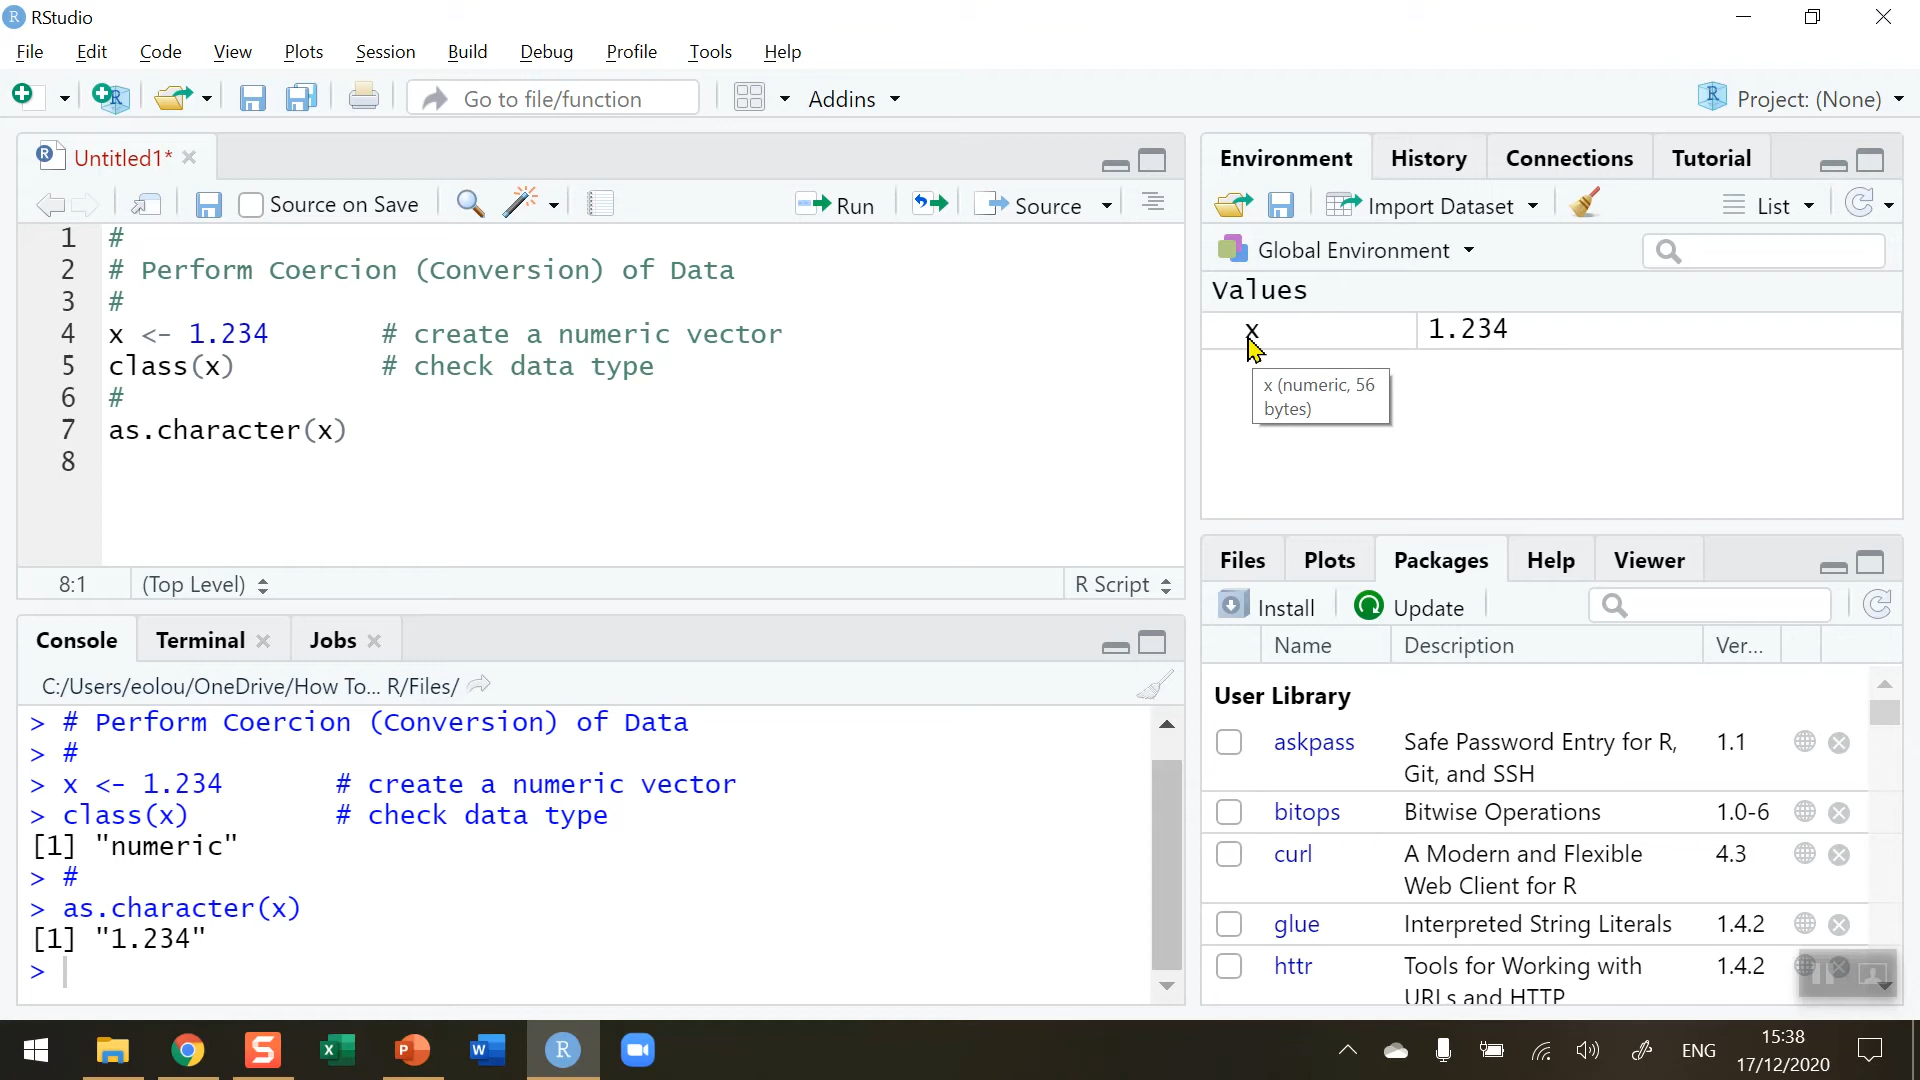 RStudio
File Edit Code View Plots Session Build Debug Profile Tools Help
Go to file/function Addins Project: (None)
Untitled1*
Source on Save Run Source
1 #
2 # Perform Coercion (Conversion) of Data
3 #
4 x <- 1.234 # create a numeric vector
5 class(x) # check data type
6 #
7 as.character(x)
8
8:1 (Top Level) R Script
Console Terminal Jobs
C:/Users/eolou/OneDrive/How To... R/Files/
> # Perform Coercion (Conversion) of Data
> #
> x <- 1.234 # create a numeric vector
> class(x) # check data type
[1] "numeric"
> #
> as.character(x)
[1] "1.234"
>
Environment History Connections Tutorial
Import Dataset List
Global Environment
Values
x 1.234
x (numeric, 56
bytes)
Files Plots Packages Help Viewer
Install Update
Name Description Ver...
User Library
askpass Safe Password Entry for R, 1.1
Git, and SSH
bitops Bitwise Operations 1.0-6
curl A Modern and Flexible 4.3
Web Client for R
glue Interpreted String Literals 1.4.2
httr Tools for Working with 1.4.2
URLs and HTTP
ENG 15:38
17/12/2020